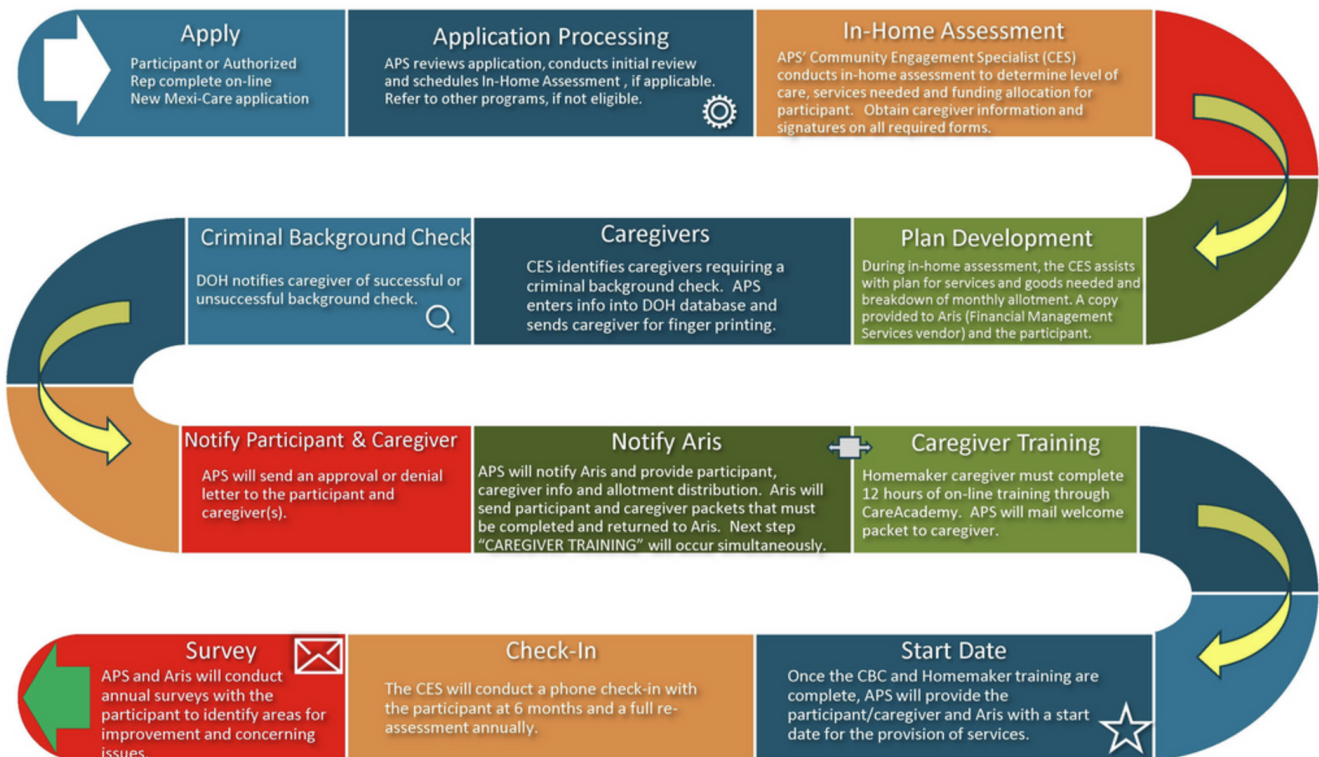 Apply
Participant or Authorized
Rep complete on-line
New Mexi-Care application
Application Processing
APS reviews application, conducts initial review
and schedules In-Home Assessment , if applicable.
Refer to other programs, if not eligible.
In-Home Assessment
APS' Community Engagement Specialist (CES)
conducts in-home assessment to determine level of
care, services needed and funding allocation for
participant. Obtain caregiver information and
signatures on all required forms.
Plan Development
During in-home assessment, the CES assists
with plan for services and goods needed and
breakdown of monthly allotment. A copy
provided to Aris (Financial Management
Services vendor) and the participant.
Caregivers
CES identifies caregivers requiring a
criminal background check. APS
enters info into DOH database and
sends caregiver for finger printing.
Criminal Background Check
DOH notifies caregiver of successful or
unsuccessful background check.
Notify Participant & Caregiver
APS will send an approval or denial
letter to the participant and
caregiver(s).
Notify Aris
APS will notify Aris and provide participant,
caregiver info and allotment distribution. Aris will
send participant and caregiver packets that must
be completed and returned to Aris. Next step
"CAREGIVER TRAINING" will occur simultaneously.
Caregiver Training
Homemaker caregiver must complete
12 hours of on-line training through
CareAcademy. APS will mail welcome
packet to caregiver.
Start Date
Once the CBC and Homemaker training are
complete, APS will provide the
participant/caregiver and Aris with a start
date for the provision of services.
Check-In
The CES will conduct a phone check-in with
the participant at 6 months and a full re-
assessment annually.
Survey
APS and Aris will conduct
annual surveys with the
participant to identify areas for
improvement and concerning
issues.